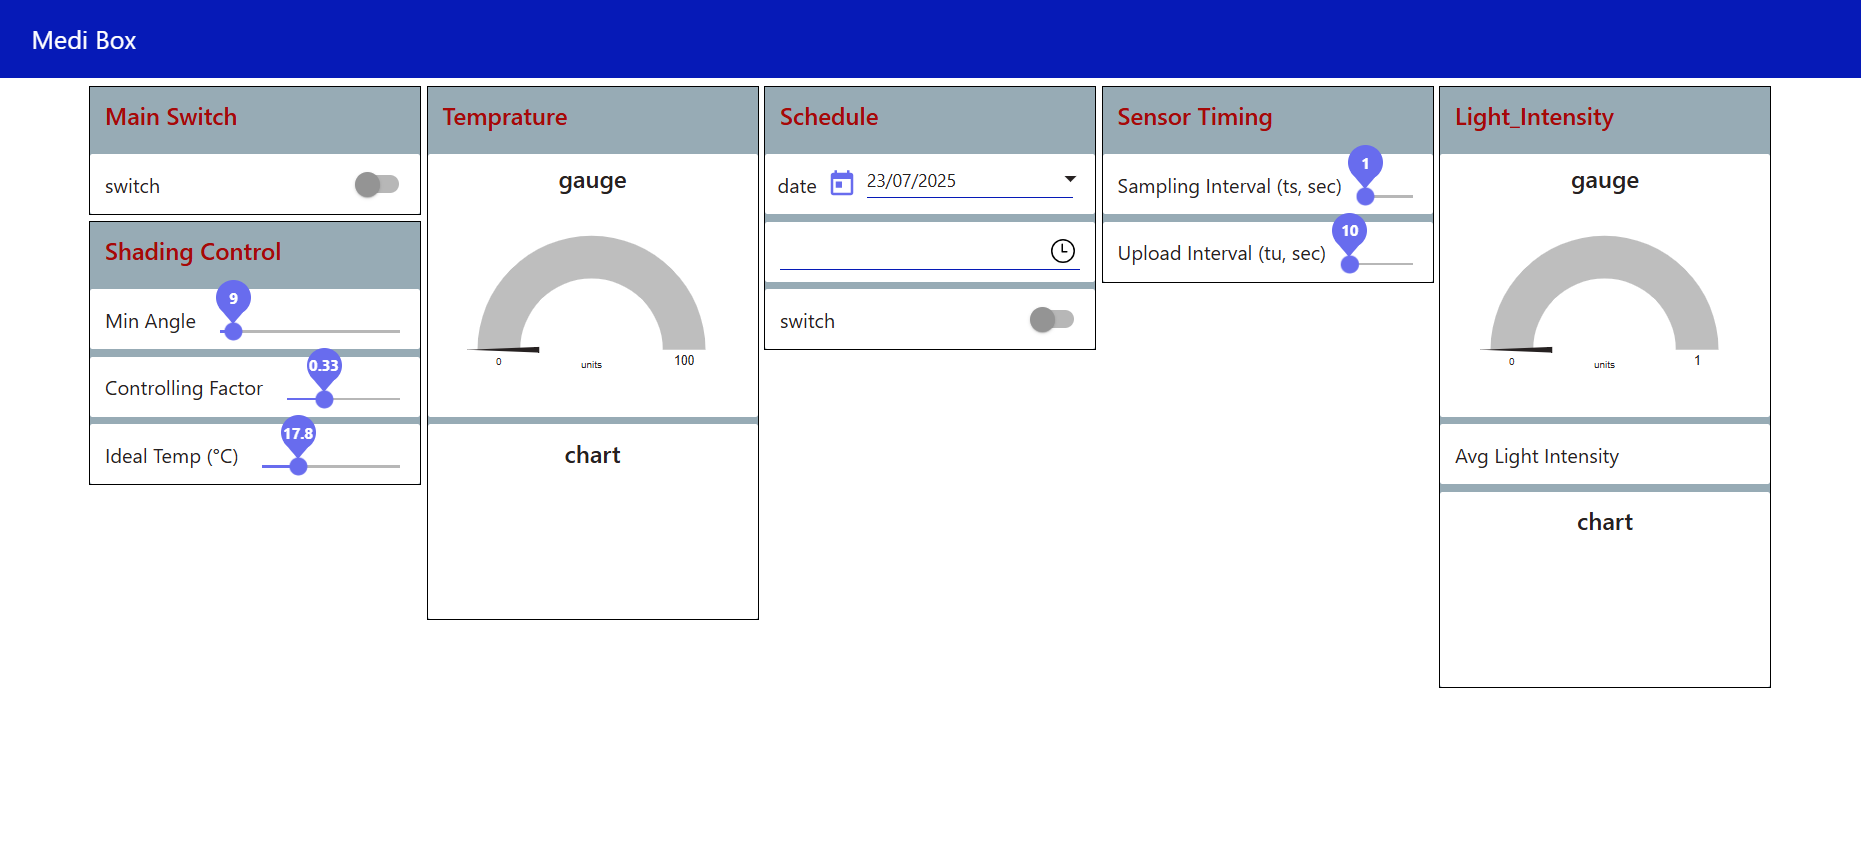 Medi Box
Main Switch
switch
Shading Control
9
Min Angle
0.33
Controlling Factor
17.8
Ideal Temp (°C)
Temprature
gauge
0
units
100
chart
Schedule
date
23/07/2025
switch
Sensor Timing
1
Sampling Interval (ts, sec)
10
Upload Interval (tu, sec)
Light_Intensity
gauge
0
units
1
Avg Light Intensity
chart